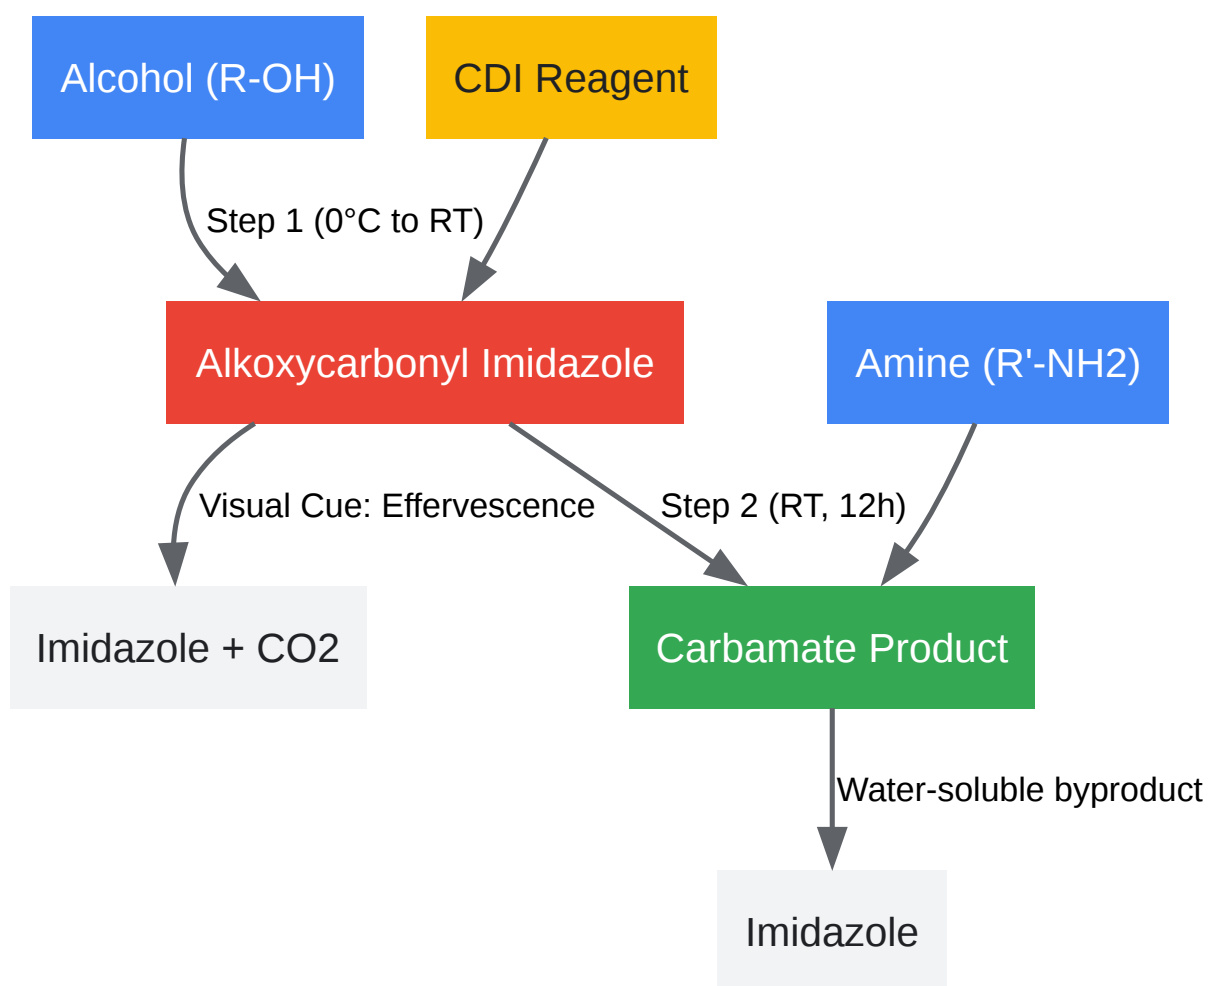 Alcohol (R-OH)
CDI Reagent
Step 1 (0°C to RT)
Alkoxycarbonyl Imidazole
Amine (R'-NH2)
Visual Cue: Effervescence
Step 2 (RT, 12h)
Imidazole + CO2
Carbamate Product
Water-soluble byproduct
Imidazole